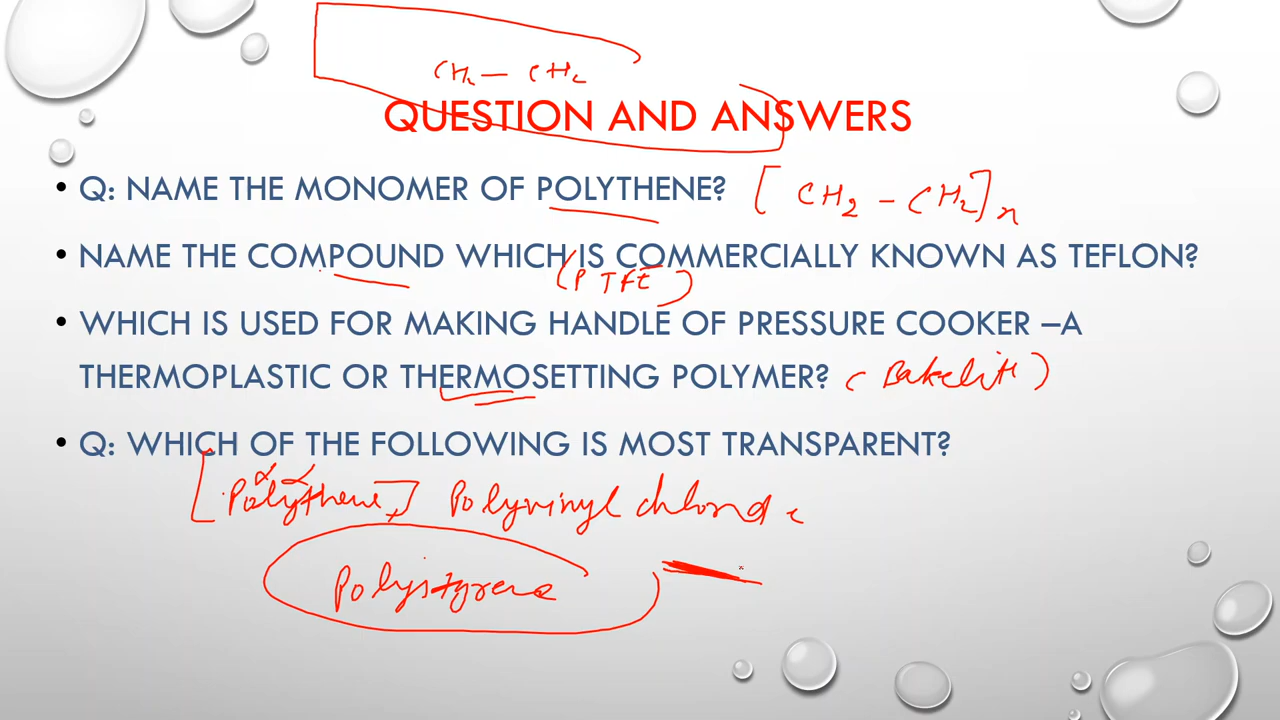 CH2 — CH2
QUESTION AND ANSWERS
• Q: NAME THE MONOMER OF POLYTHENE? [ CH2 – CH2 ]n
• NAME THE COMPOUND WHICH IS COMMERCIALLY KNOWN AS TEFLON?
(PTFE)
• WHICH IS USED FOR MAKING HANDLE OF PRESSURE COOKER –A
THERMOPLASTIC OR THERMOSETTING POLYMER? (Bakelite)
• Q: WHICH OF THE FOLLOWING IS MOST TRANSPARENT?
[Polythene,] Polyvinyl chloride
Polystyrene